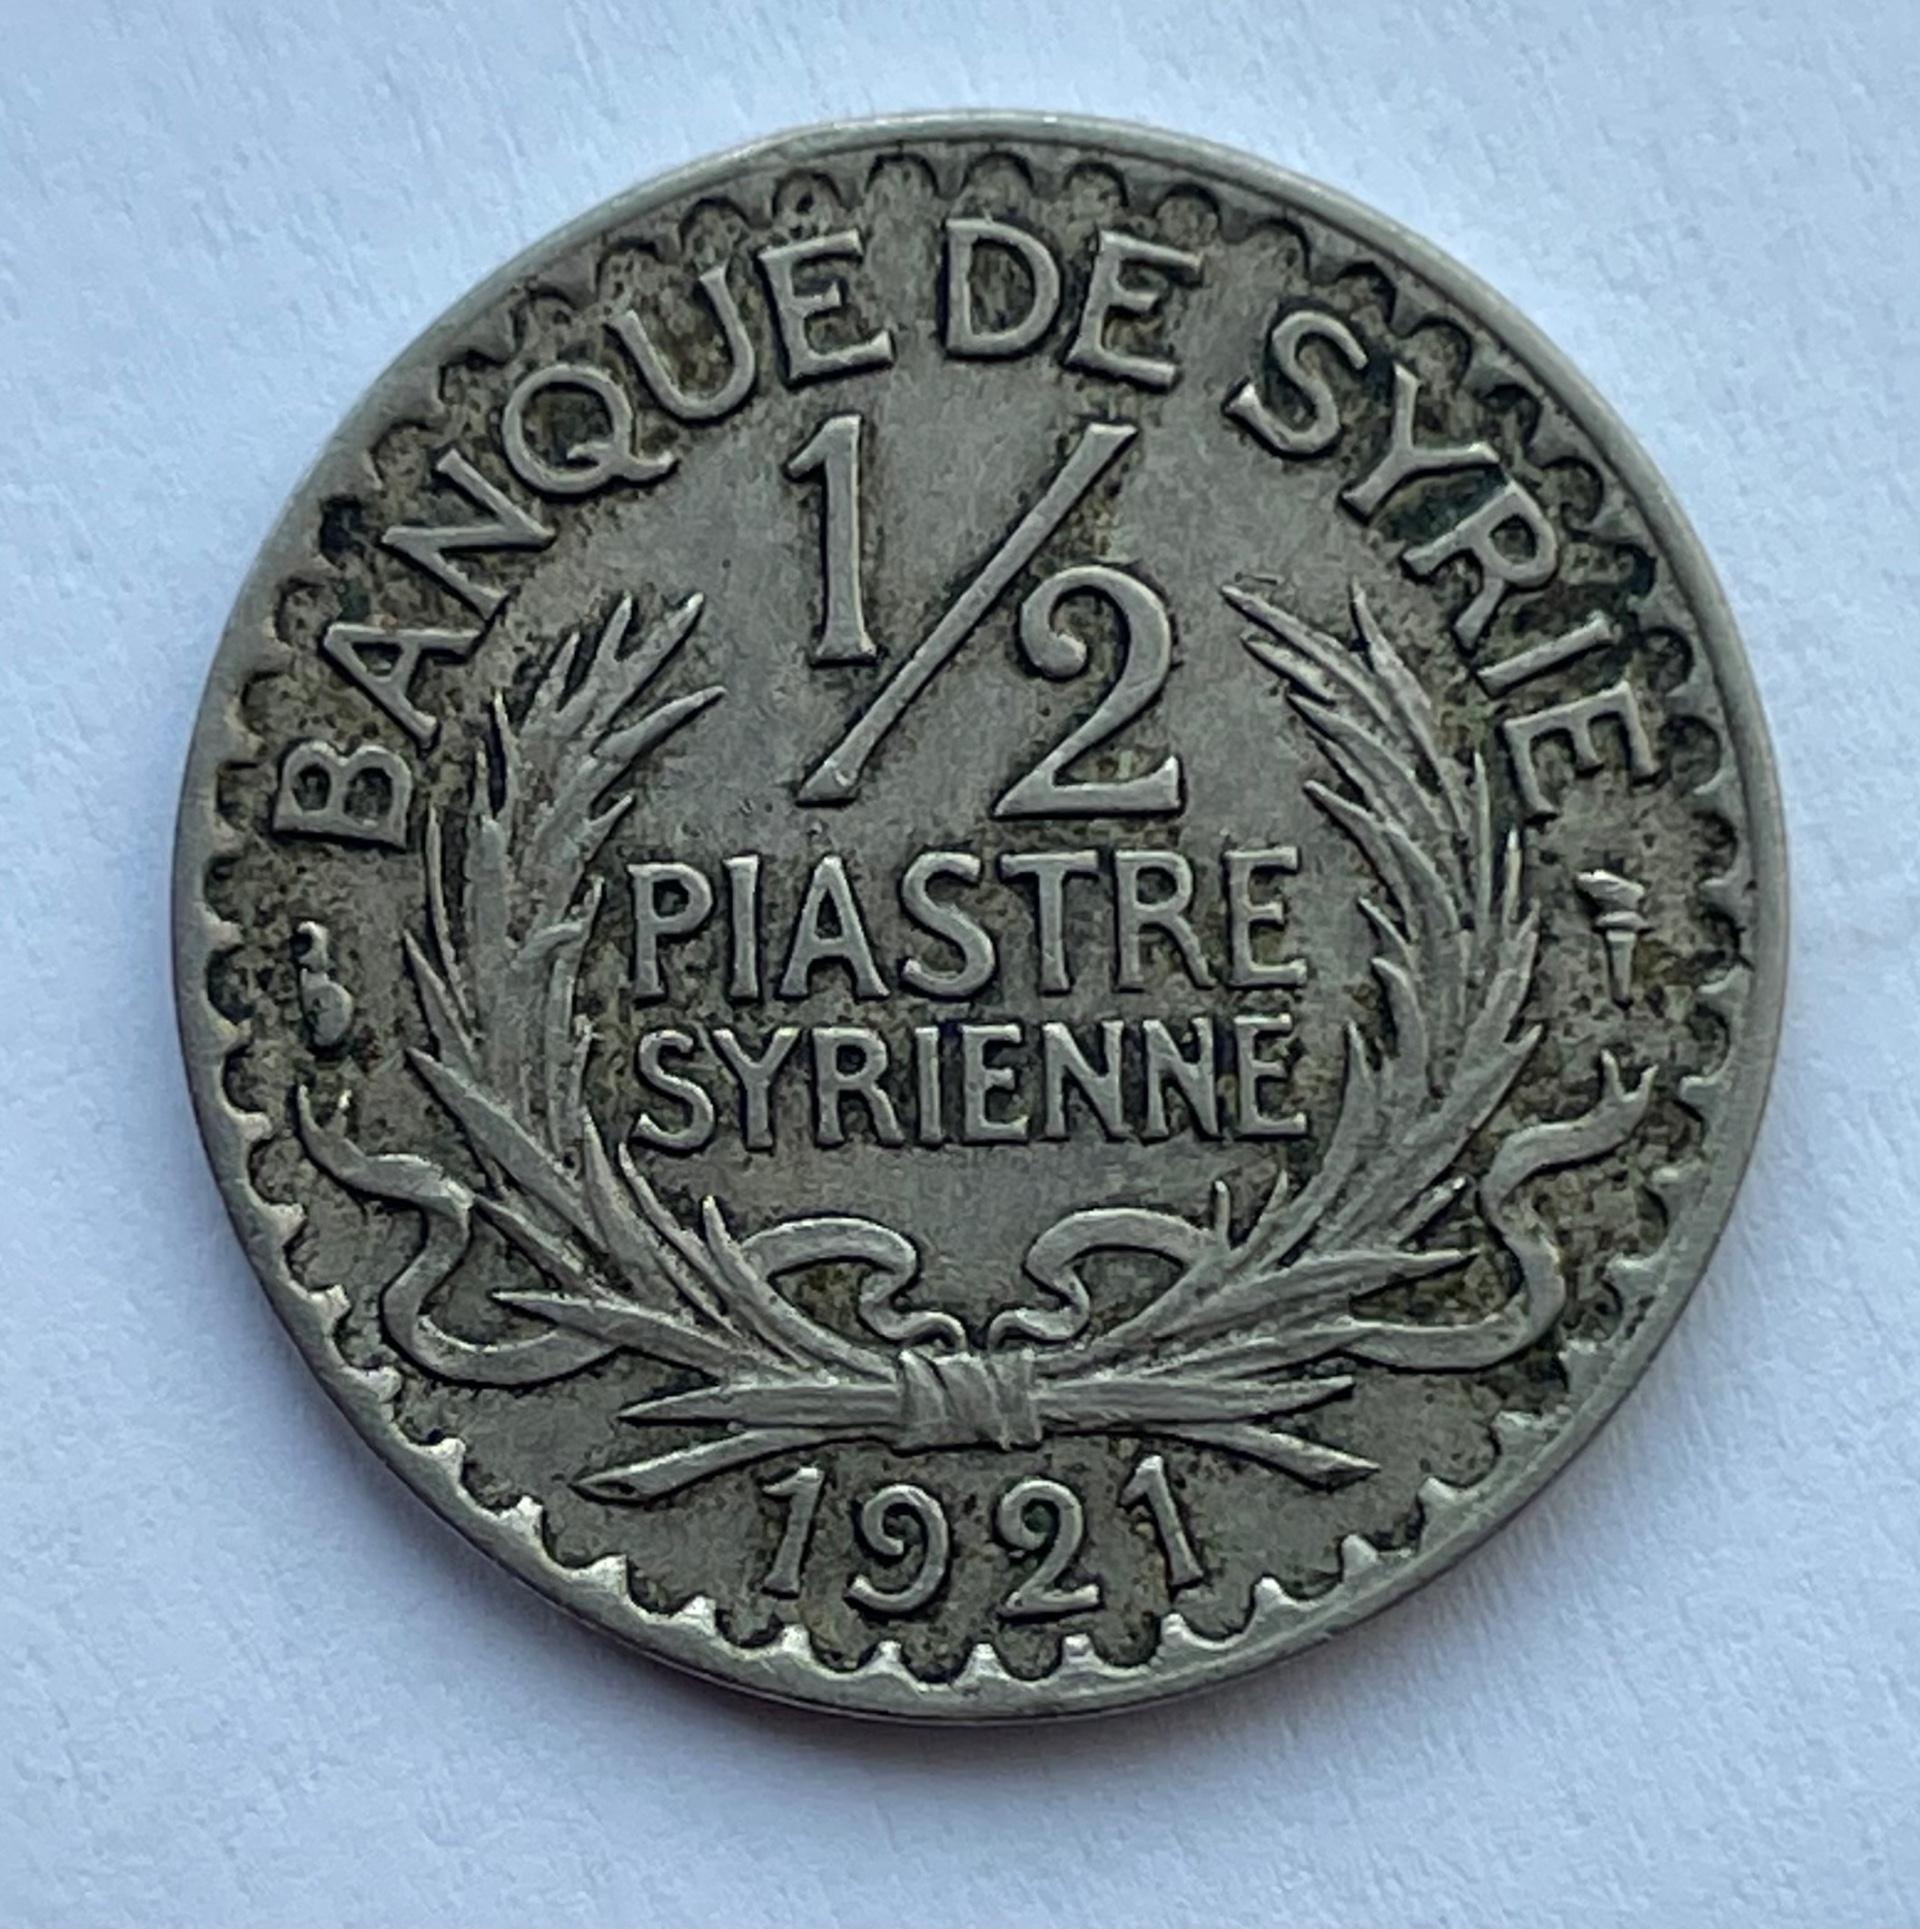 BANQUE DE SYRIE
1/2
PIASTRE
SYRIENNE
1921